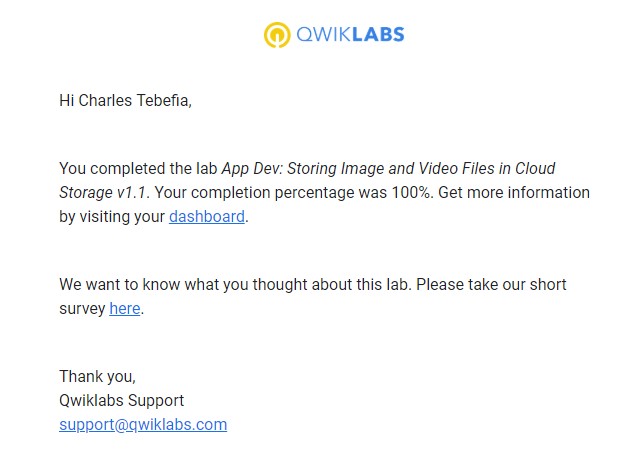 QWIKLABS
Hi Charles Tebefia,
You completed the lab App Dev: Storing Image and Video Files in Cloud
Storage v1.1. Your completion percentage was 100%. Get more information
by visiting your dashboard.
We want to know what you thought about this lab. Please take our short
survey here.
Thank you,
Qwiklabs Support
support@qwiklabs.com